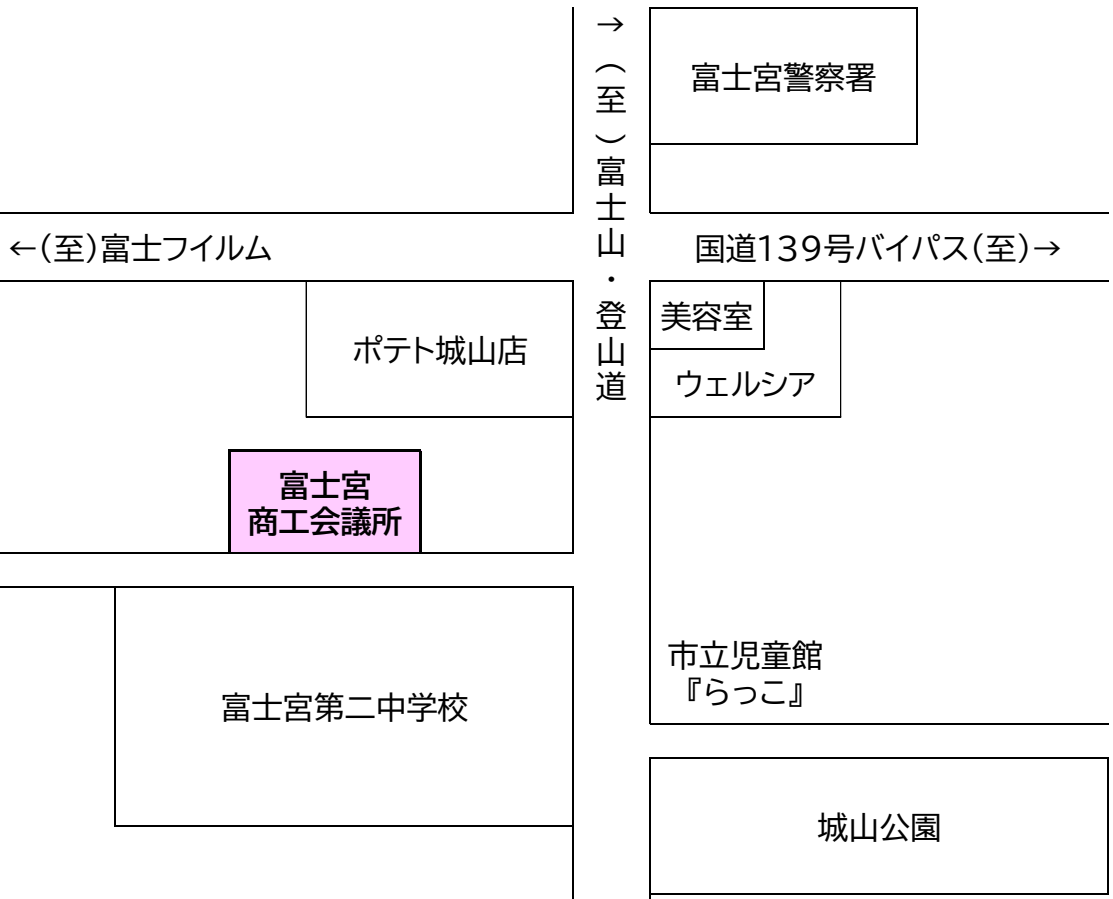 →(至)富士山・登山道
富士宮警察署
←(至)富士フイルム
国道139号バイパス(至)→
ポテト城山店
美容室
ウェルシア
富士宮
商工会議所
市立児童館
『らっこ』
富士宮第二中学校
城山公園